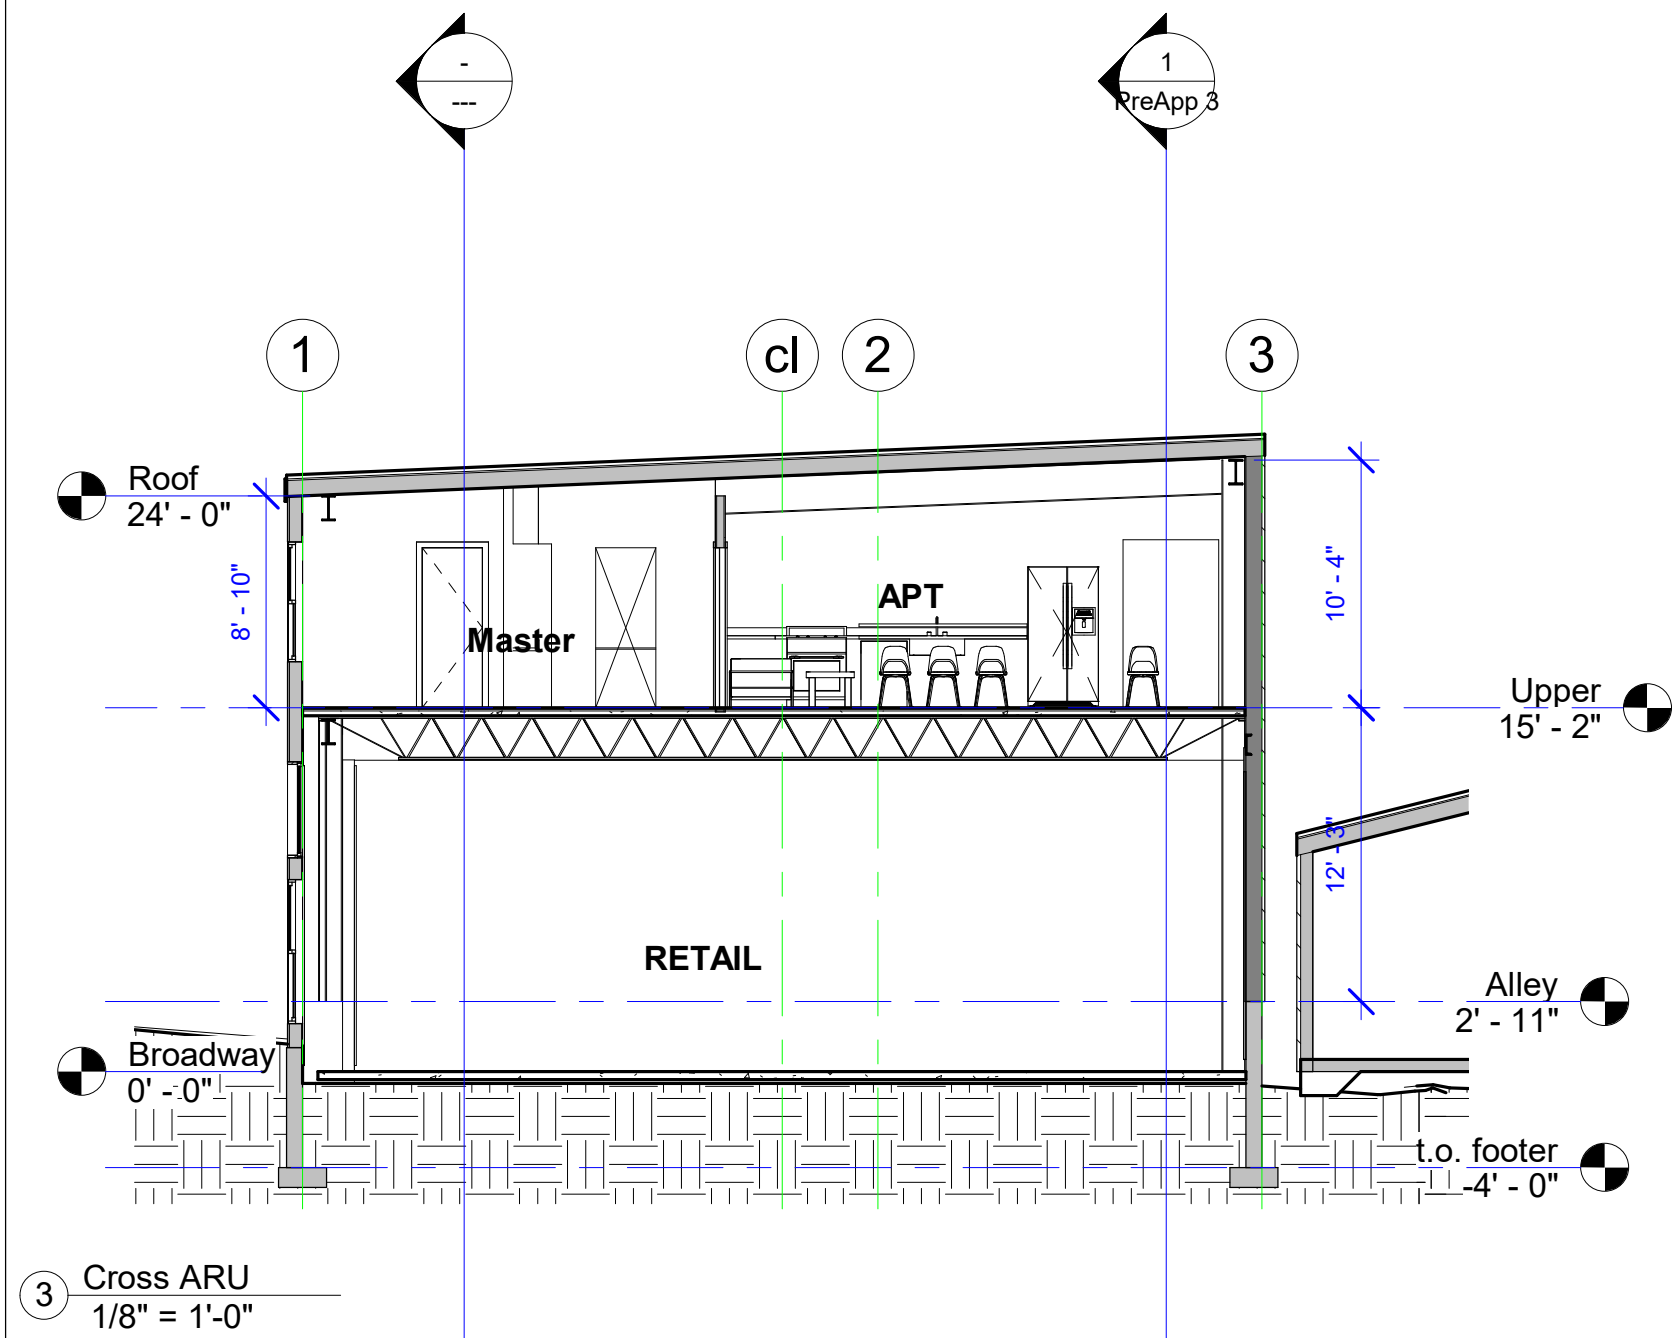 -
---
1
PreApp 3
1
cl
2
3
Roof
24' - 0"
8' - 10"
10' - 4"
APT
Master
Upper
15' - 2"
12' - 3"
RETAIL
Alley
2' - 11"
Broadway
0' - 0"
t.o. footer
-4' - 0"
3
Cross ARU
1/8" = 1'-0"